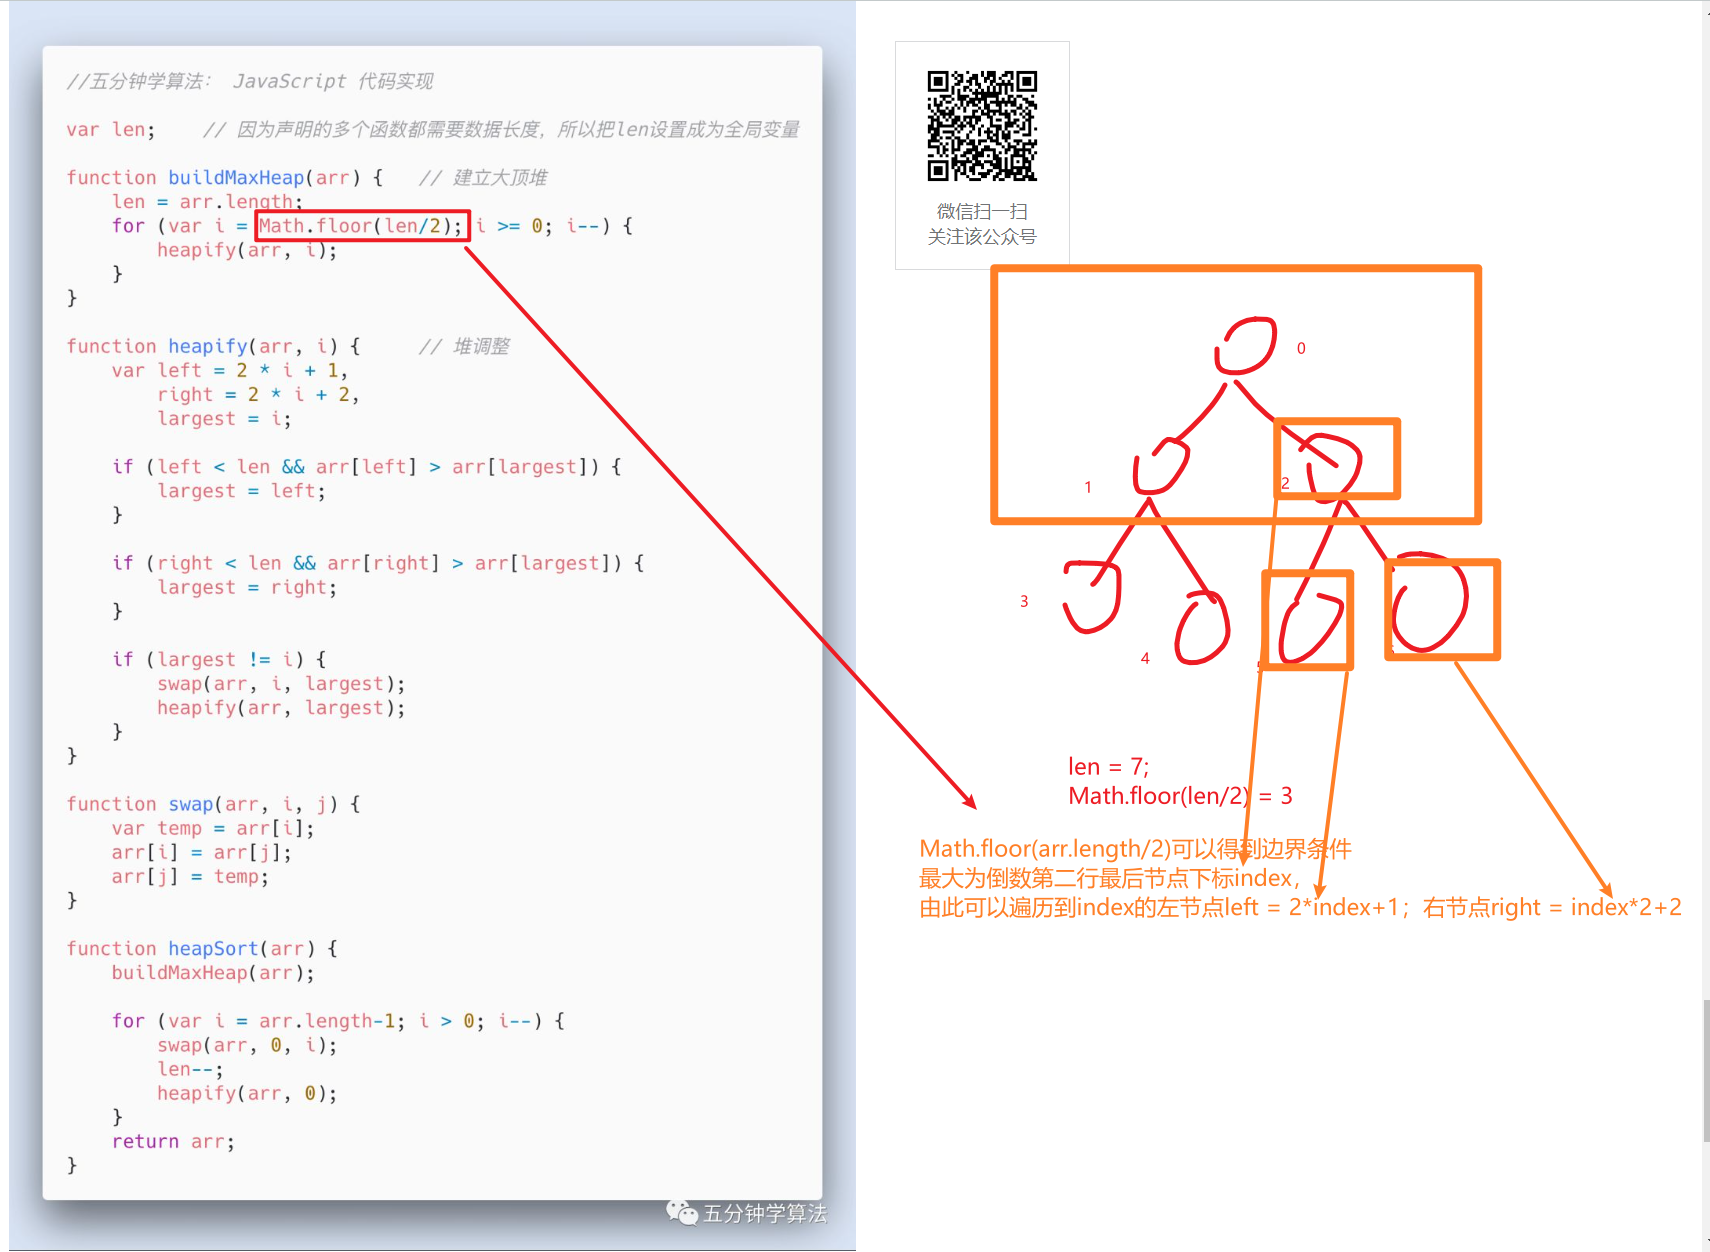 //五分钟学算法： JavaScript 代码实现
var len;    // 因为声明的多个函数都需要数据长度，所以把len设置成为全局变量
function buildMaxHeap(arr) {   // 建立大顶堆
    len = arr.length;
    for (var i = Math.floor(len/2); i >= 0; i--) {
        heapify(arr, i);
    }
}
function heapify(arr, i) {     // 堆调整
    var left = 2 * i + 1,
        right = 2 * i + 2,
        largest = i;
    if (left < len && arr[left] > arr[largest]) {
        largest = left;
    }
    if (right < len && arr[right] > arr[largest]) {
        largest = right;
    }
    if (largest != i) {
        swap(arr, i, largest);
        heapify(arr, largest);
    }
}
function swap(arr, i, j) {
    var temp = arr[i];
    arr[i] = arr[j];
    arr[j] = temp;
}
function heapSort(arr) {
    buildMaxHeap(arr);
    for (var i = arr.length-1; i > 0; i--) {
        swap(arr, 0, i);
        len--;
        heapify(arr, 0);
    }
    return arr;
}
五分钟学算法
微信扫一扫
关注该公众号
0
1
2
3
4
5
len = 7;
Math.floor(len/2) = 3
Math.floor(arr.length/2)可以得到边界条件
最大为倒数第二行最后节点下标index，
由此可以遍历到index的左节点left = 2*index+1；右节点right = index*2+2